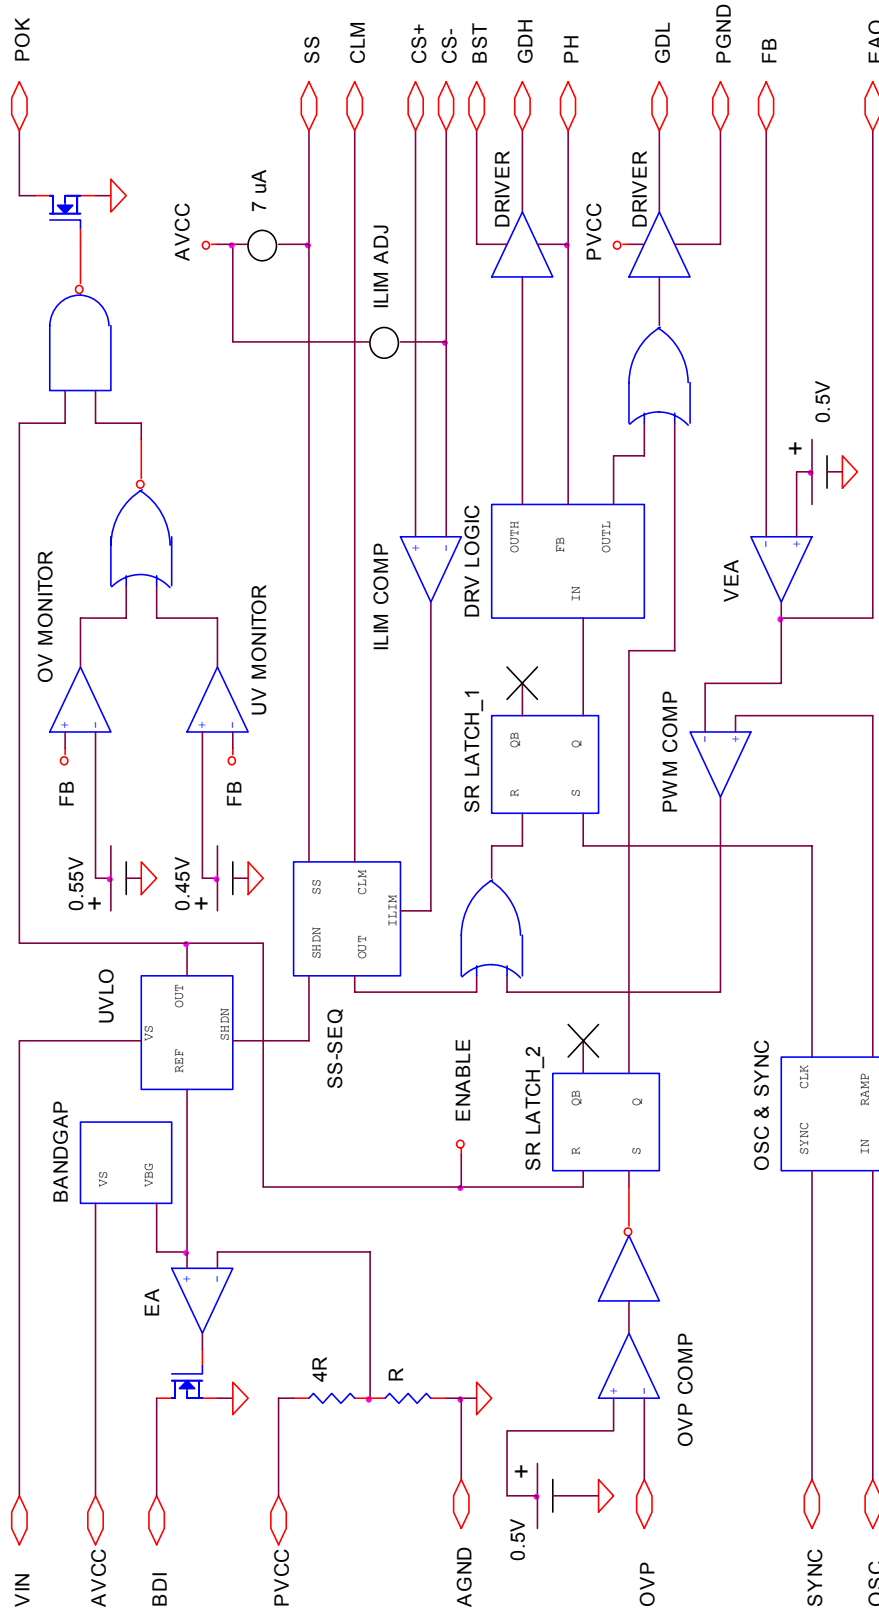 POK
SS
CLM
CS+
CS-
BST
GDH
PH
GDL
PGND
FB
EAO
AVCC
7 uA
ILIM ADJ
DRIVER
PVCC
DRIVER
+
0.5V
OV MONITOR
+
-
FB
UV MONITOR
+
-
FB
0.55V
+
0.45V
+
ILIM COMP
+
-
DRV LOGIC
OUTH
FB
OUTL
IN
VEA
-
+
SR LATCH_1
R
QB
S
Q
PWM COMP
-
+
UVLO
VS
OUT
REF
SHDN
SS-SEQ
SHDN
SS
OUT
CLM
ILIM
BANDGAP
VS
VBG
ENABLE
SR LATCH_2
R
QB
S
Q
OSC & SYNC
SYNC
CLK
IN
RAMP
EA
+
-
4R
R
OVP COMP
+
-
0.5V
+
VIN
AVCC
BDI
PVCC
AGND
OVP
SYNC
OSC